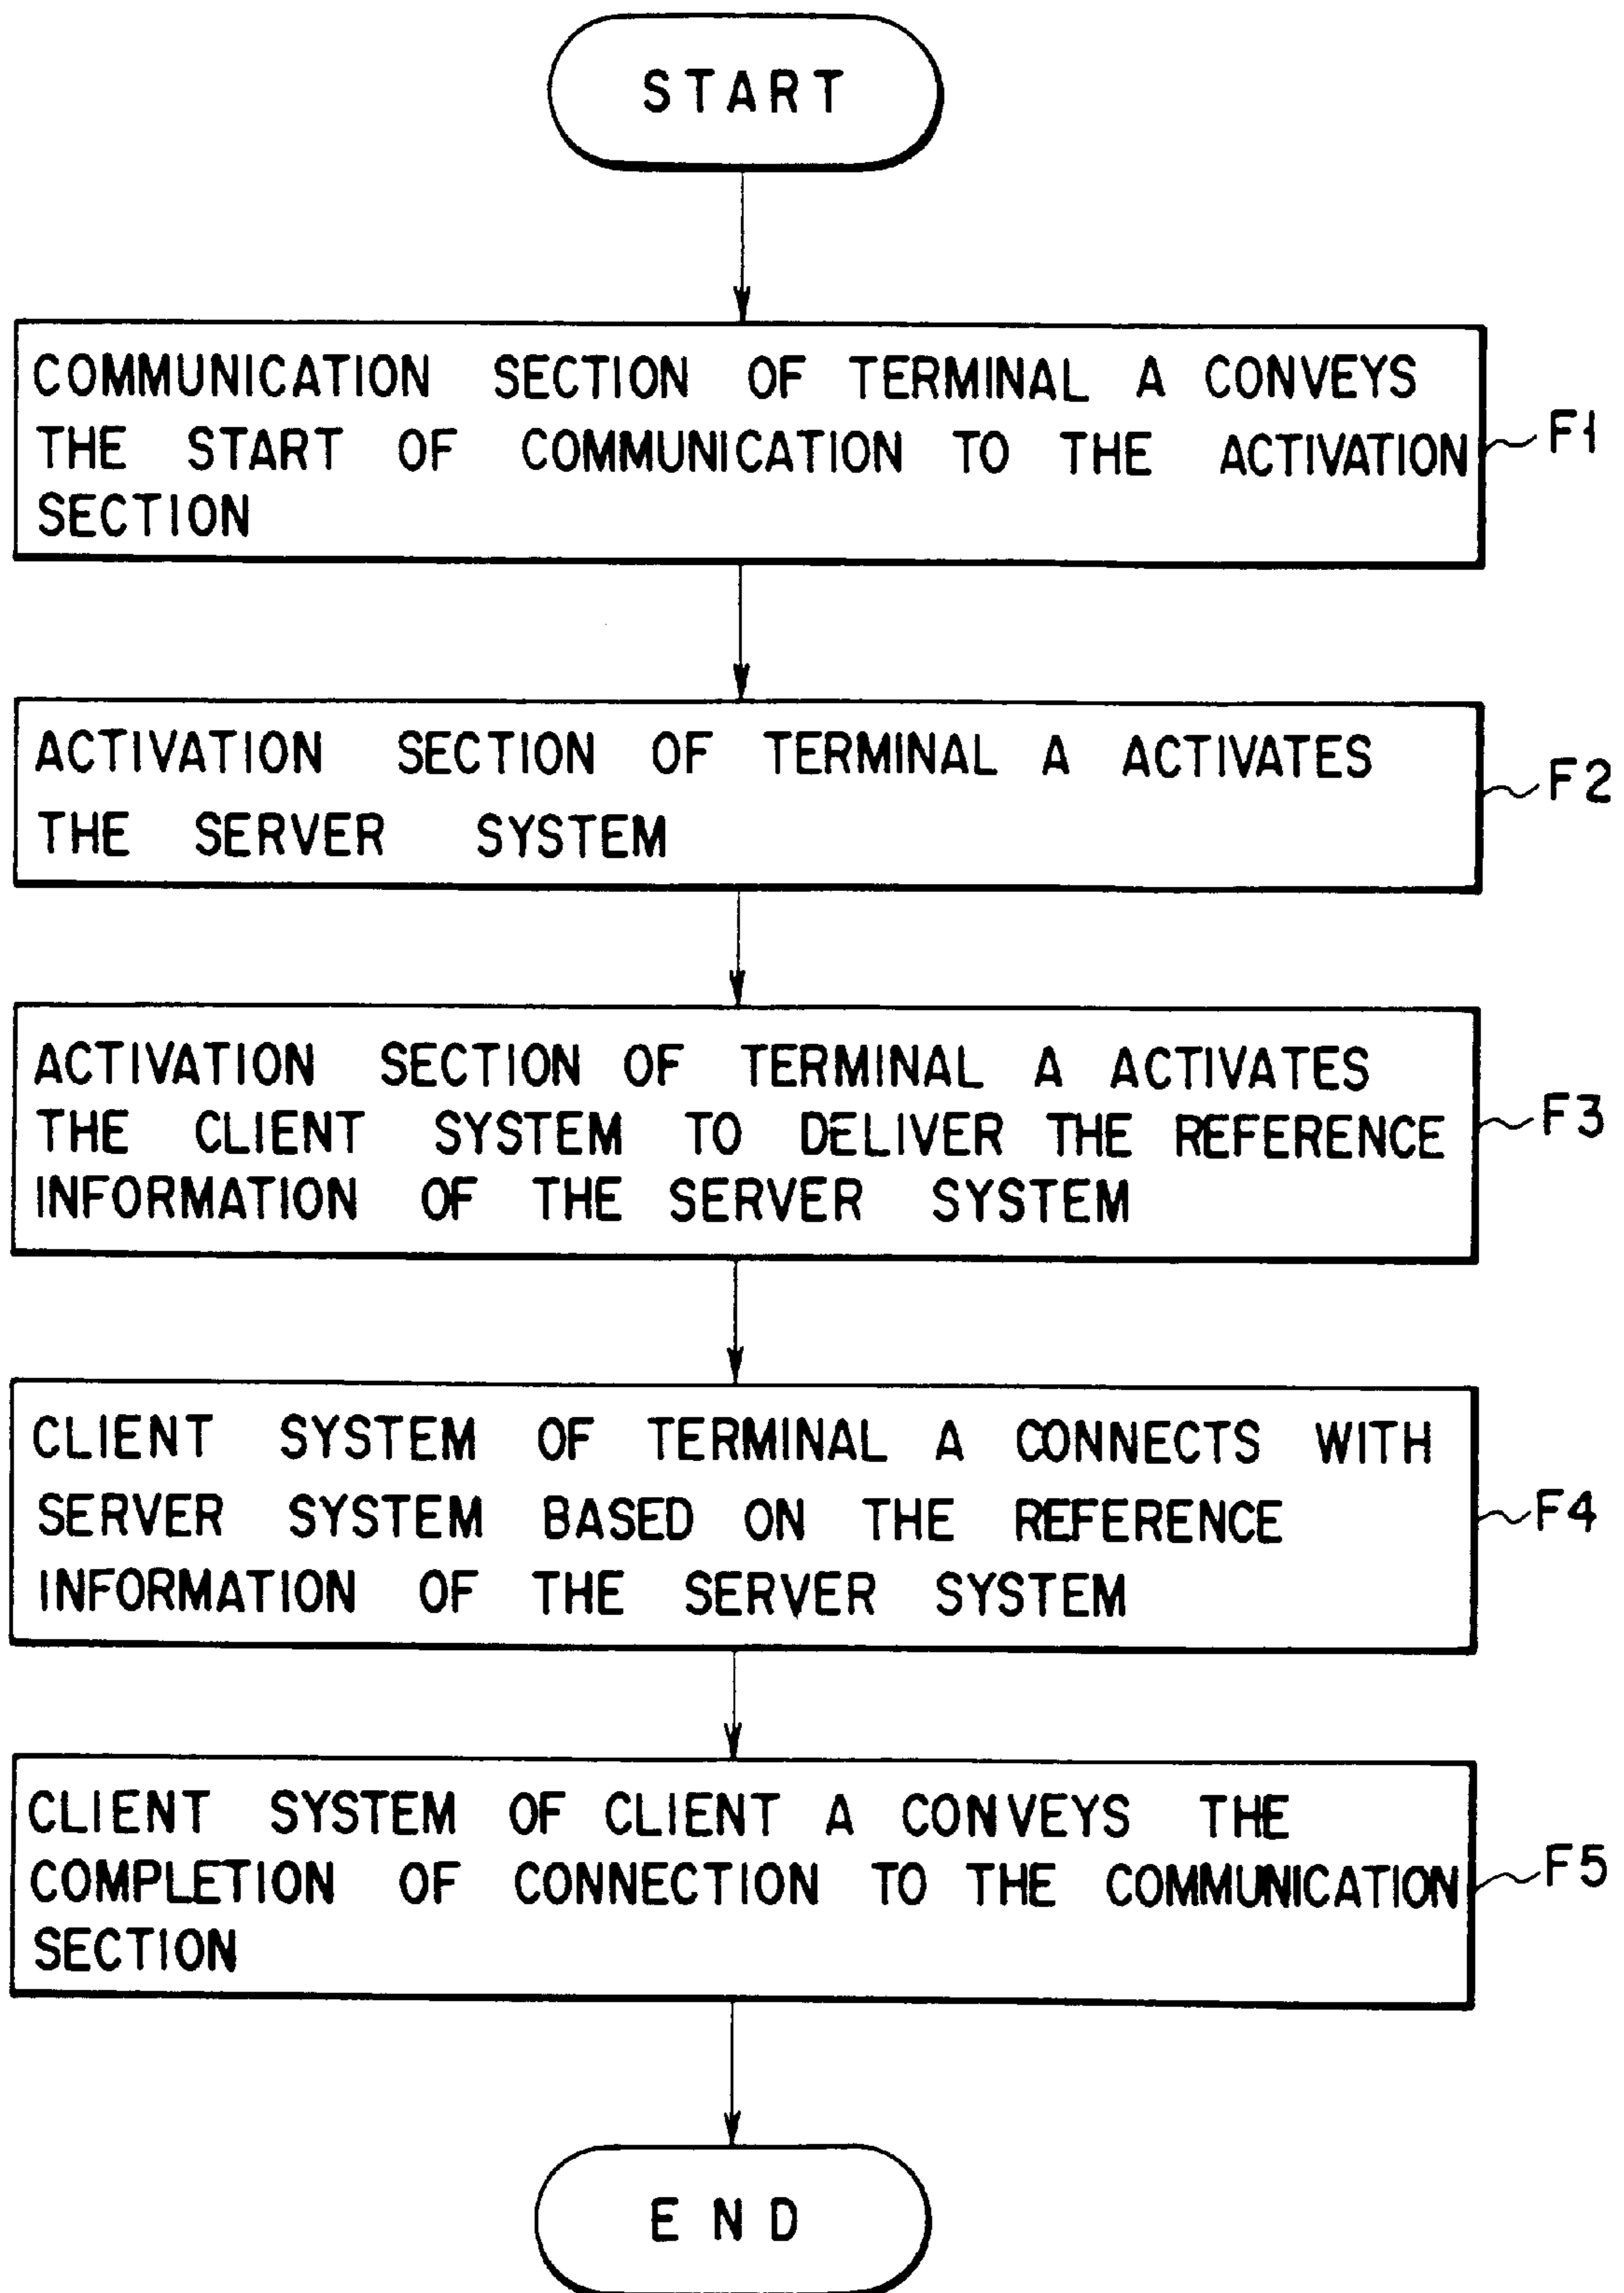 START
COMMUNICATION SECTION OF TERMINAL A CONVEYS
THE START OF COMMUNICATION TO THE ACTIVATION
SECTION
F1
ACTIVATION SECTION OF TERMINAL A ACTIVATES
THE SERVER SYSTEM
F2
ACTIVATION SECTION OF TERMINAL A ACTIVATES
THE CLIENT SYSTEM TO DELIVER THE REFERENCE
INFORMATION OF THE SERVER SYSTEM
F3
CLIENT SYSTEM OF TERMINAL A CONNECTS WITH
SERVER SYSTEM BASED ON THE REFERENCE
INFORMATION OF THE SERVER SYSTEM
F4
CLIENT SYSTEM OF CLIENT A CONVEYS THE
COMPLETION OF CONNECTION TO THE COMMUNICATION
SECTION
F5
END